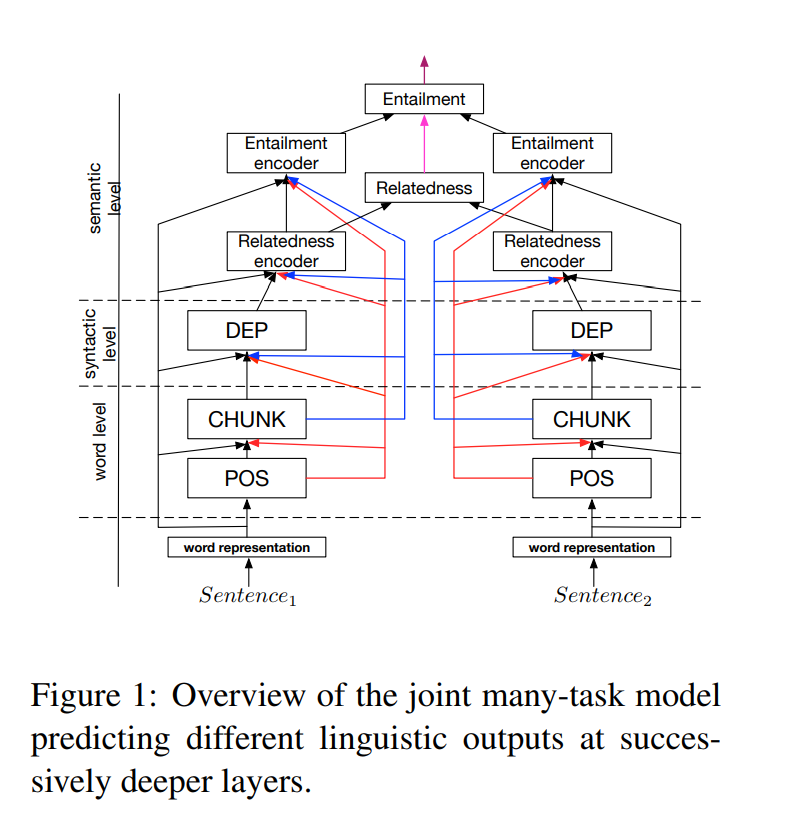 Entailment
Entailment
encoder
Entailment
encoder
Relatedness
semantic
level
Relatedness
encoder
Relatedness
encoder
DEP
DEP
syntactic
level
CHUNK
CHUNK
word level
POS
POS
word representation
word representation
Sentence1
Sentence2
Figure 1: Overview of the joint many-task model
predicting different linguistic outputs at succes-
sively deeper layers.